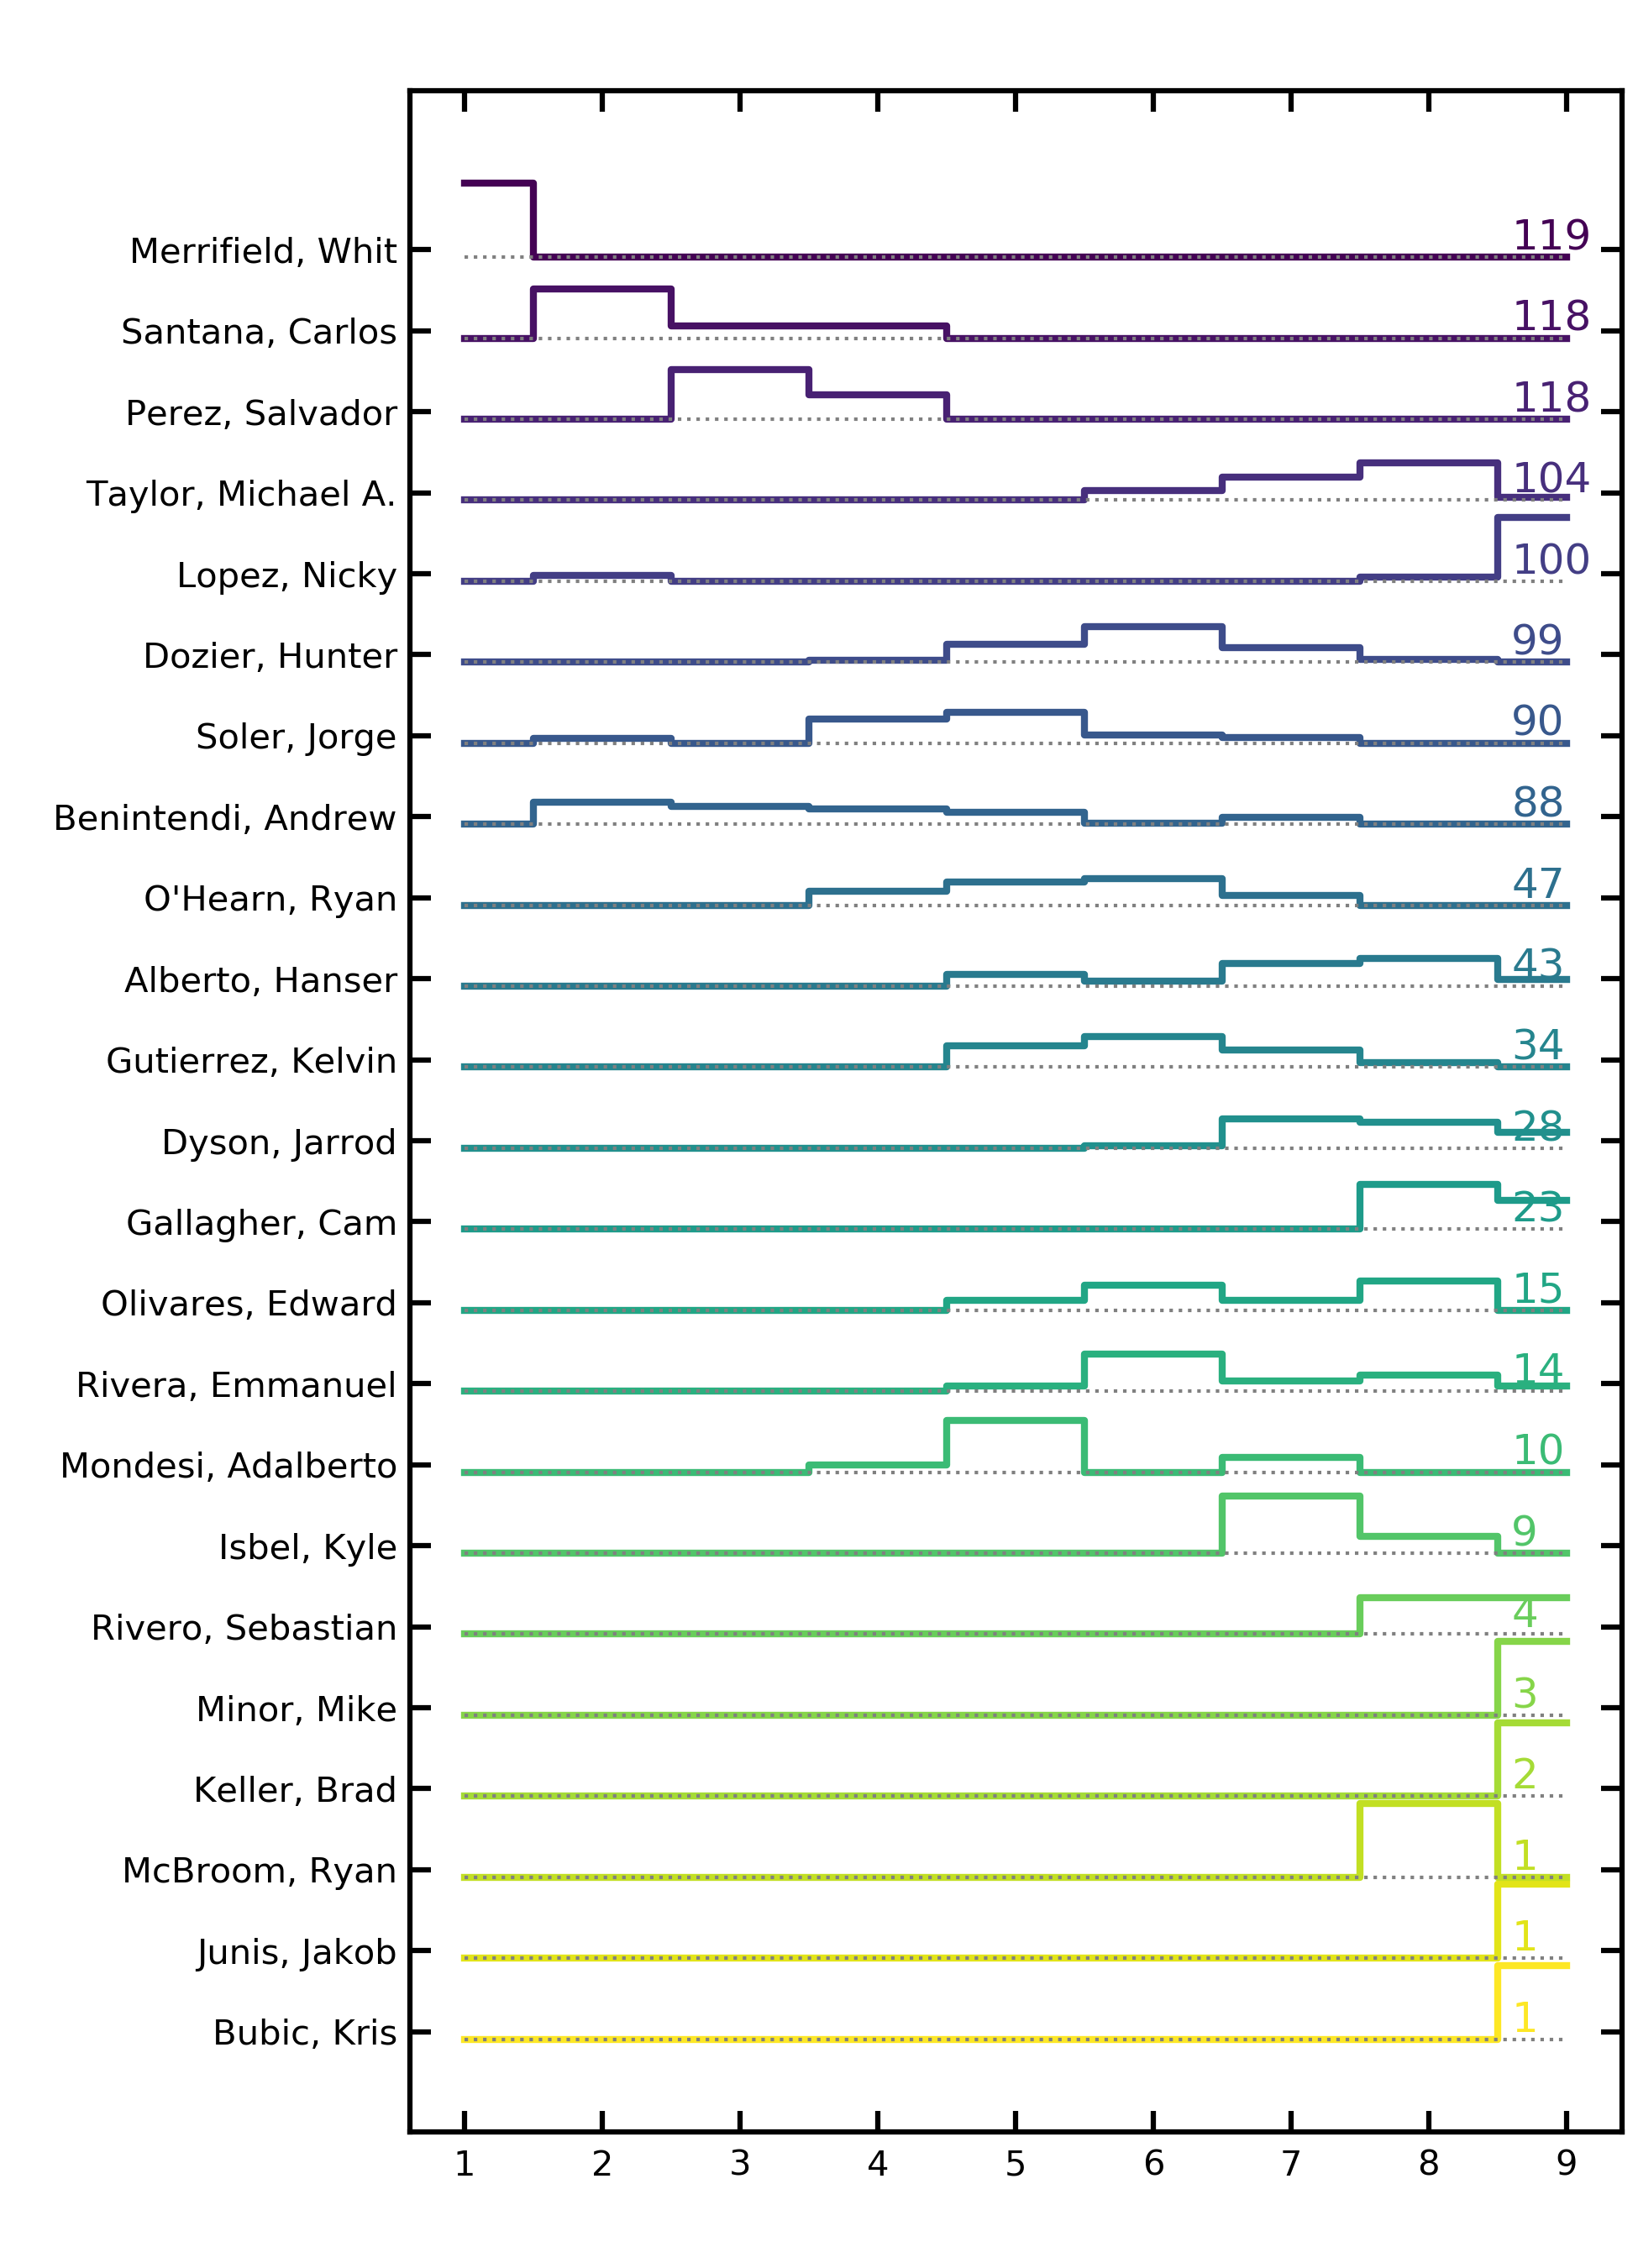 Merrifield, Whit 119
Santana, Carlos 118
Perez, Salvador 118
Taylor, Michael A. 104
Lopez, Nicky 100
Dozier, Hunter 99
Soler, Jorge 90
Benintendi, Andrew 88
O'Hearn, Ryan 47
Alberto, Hanser 43
Gutierrez, Kelvin 34
Dyson, Jarrod 28
Gallagher, Cam 23
Olivares, Edward 15
Rivera, Emmanuel 14
Mondesi, Adalberto 10
Isbel, Kyle 9
Rivero, Sebastian 4
Minor, Mike 3
Keller, Brad 2
McBroom, Ryan 1
Junis, Jakob 1
Bubic, Kris 1
1 2 3 4 5 6 7 8 9